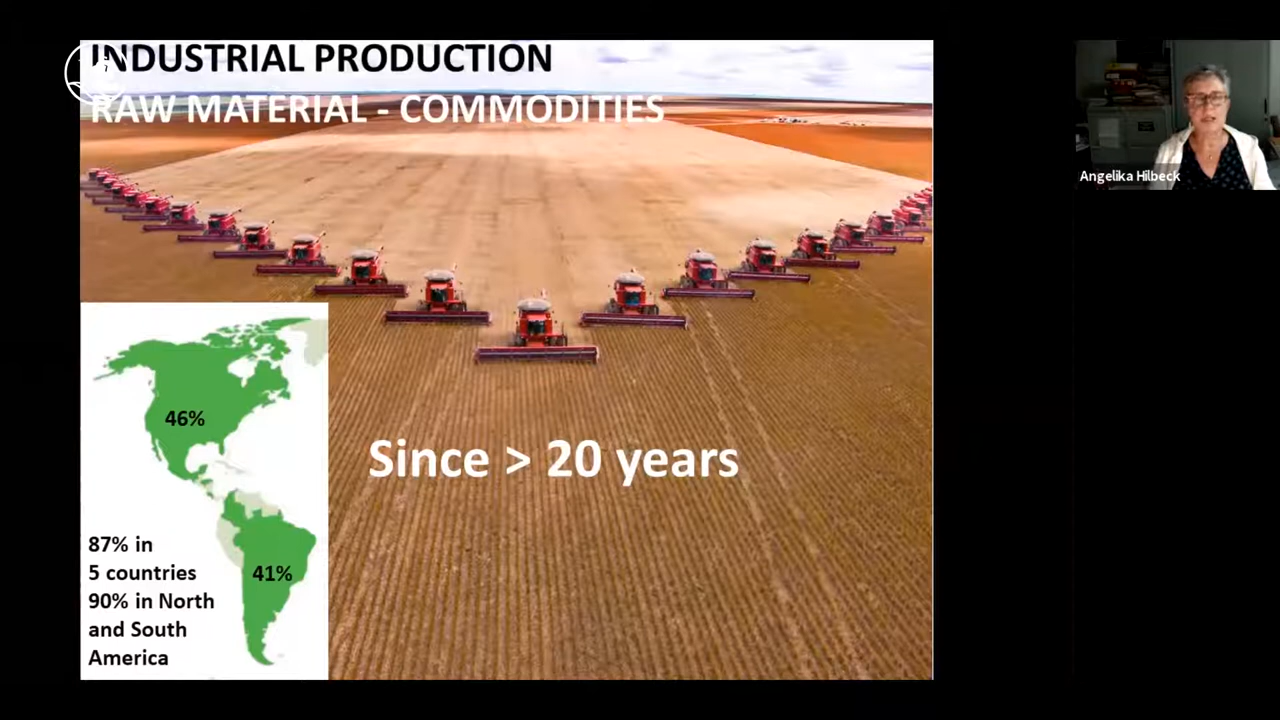 INDUSTRIAL PRODUCTION
RAW MATERIAL - COMMODITIES
Angelika Hilbeck
46%
Since > 20 years
87% in
5 countries
41%
90% in North
and South
America